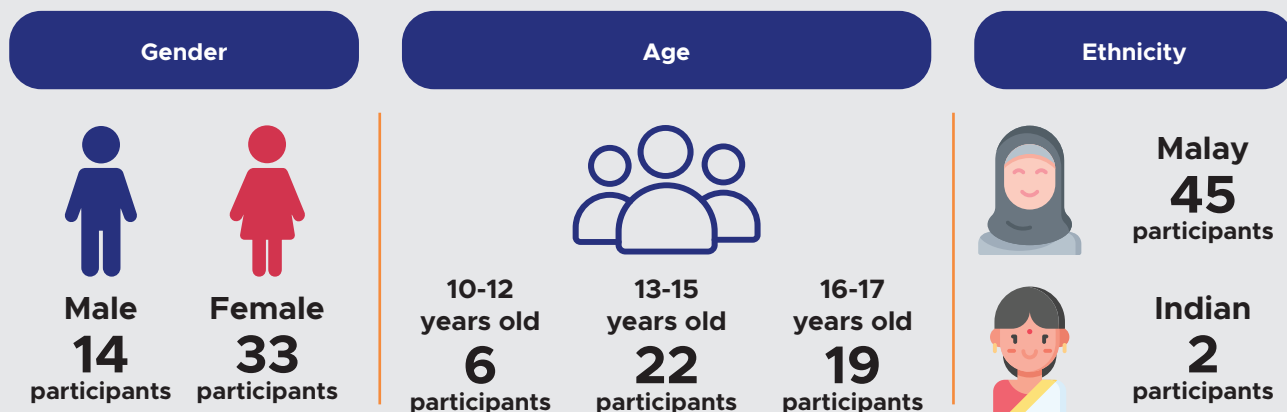 Gender
Male
14
participants
Female
33
participants
Age
10-12
years old
6
participants
13-15
years old
22
participants
16-17
years old
19
participants
Ethnicity
Malay
45
participants
Indian
2
participants